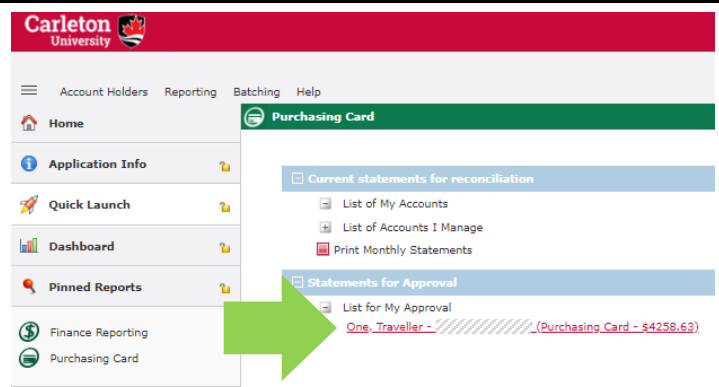 Carleton
University
Account Holders Reporting Batching Help
Home
Application Info
Quick Launch
Dashboard
Pinned Reports
Finance Reporting
Purchasing Card
Purchasing Card
Current statements for reconciliation
List of My Accounts
List of Accounts I Manage
Print Monthly Statements
Statements for Approval
List for My Approval
One, Traveller - (Purchasing Card - $4258.63)